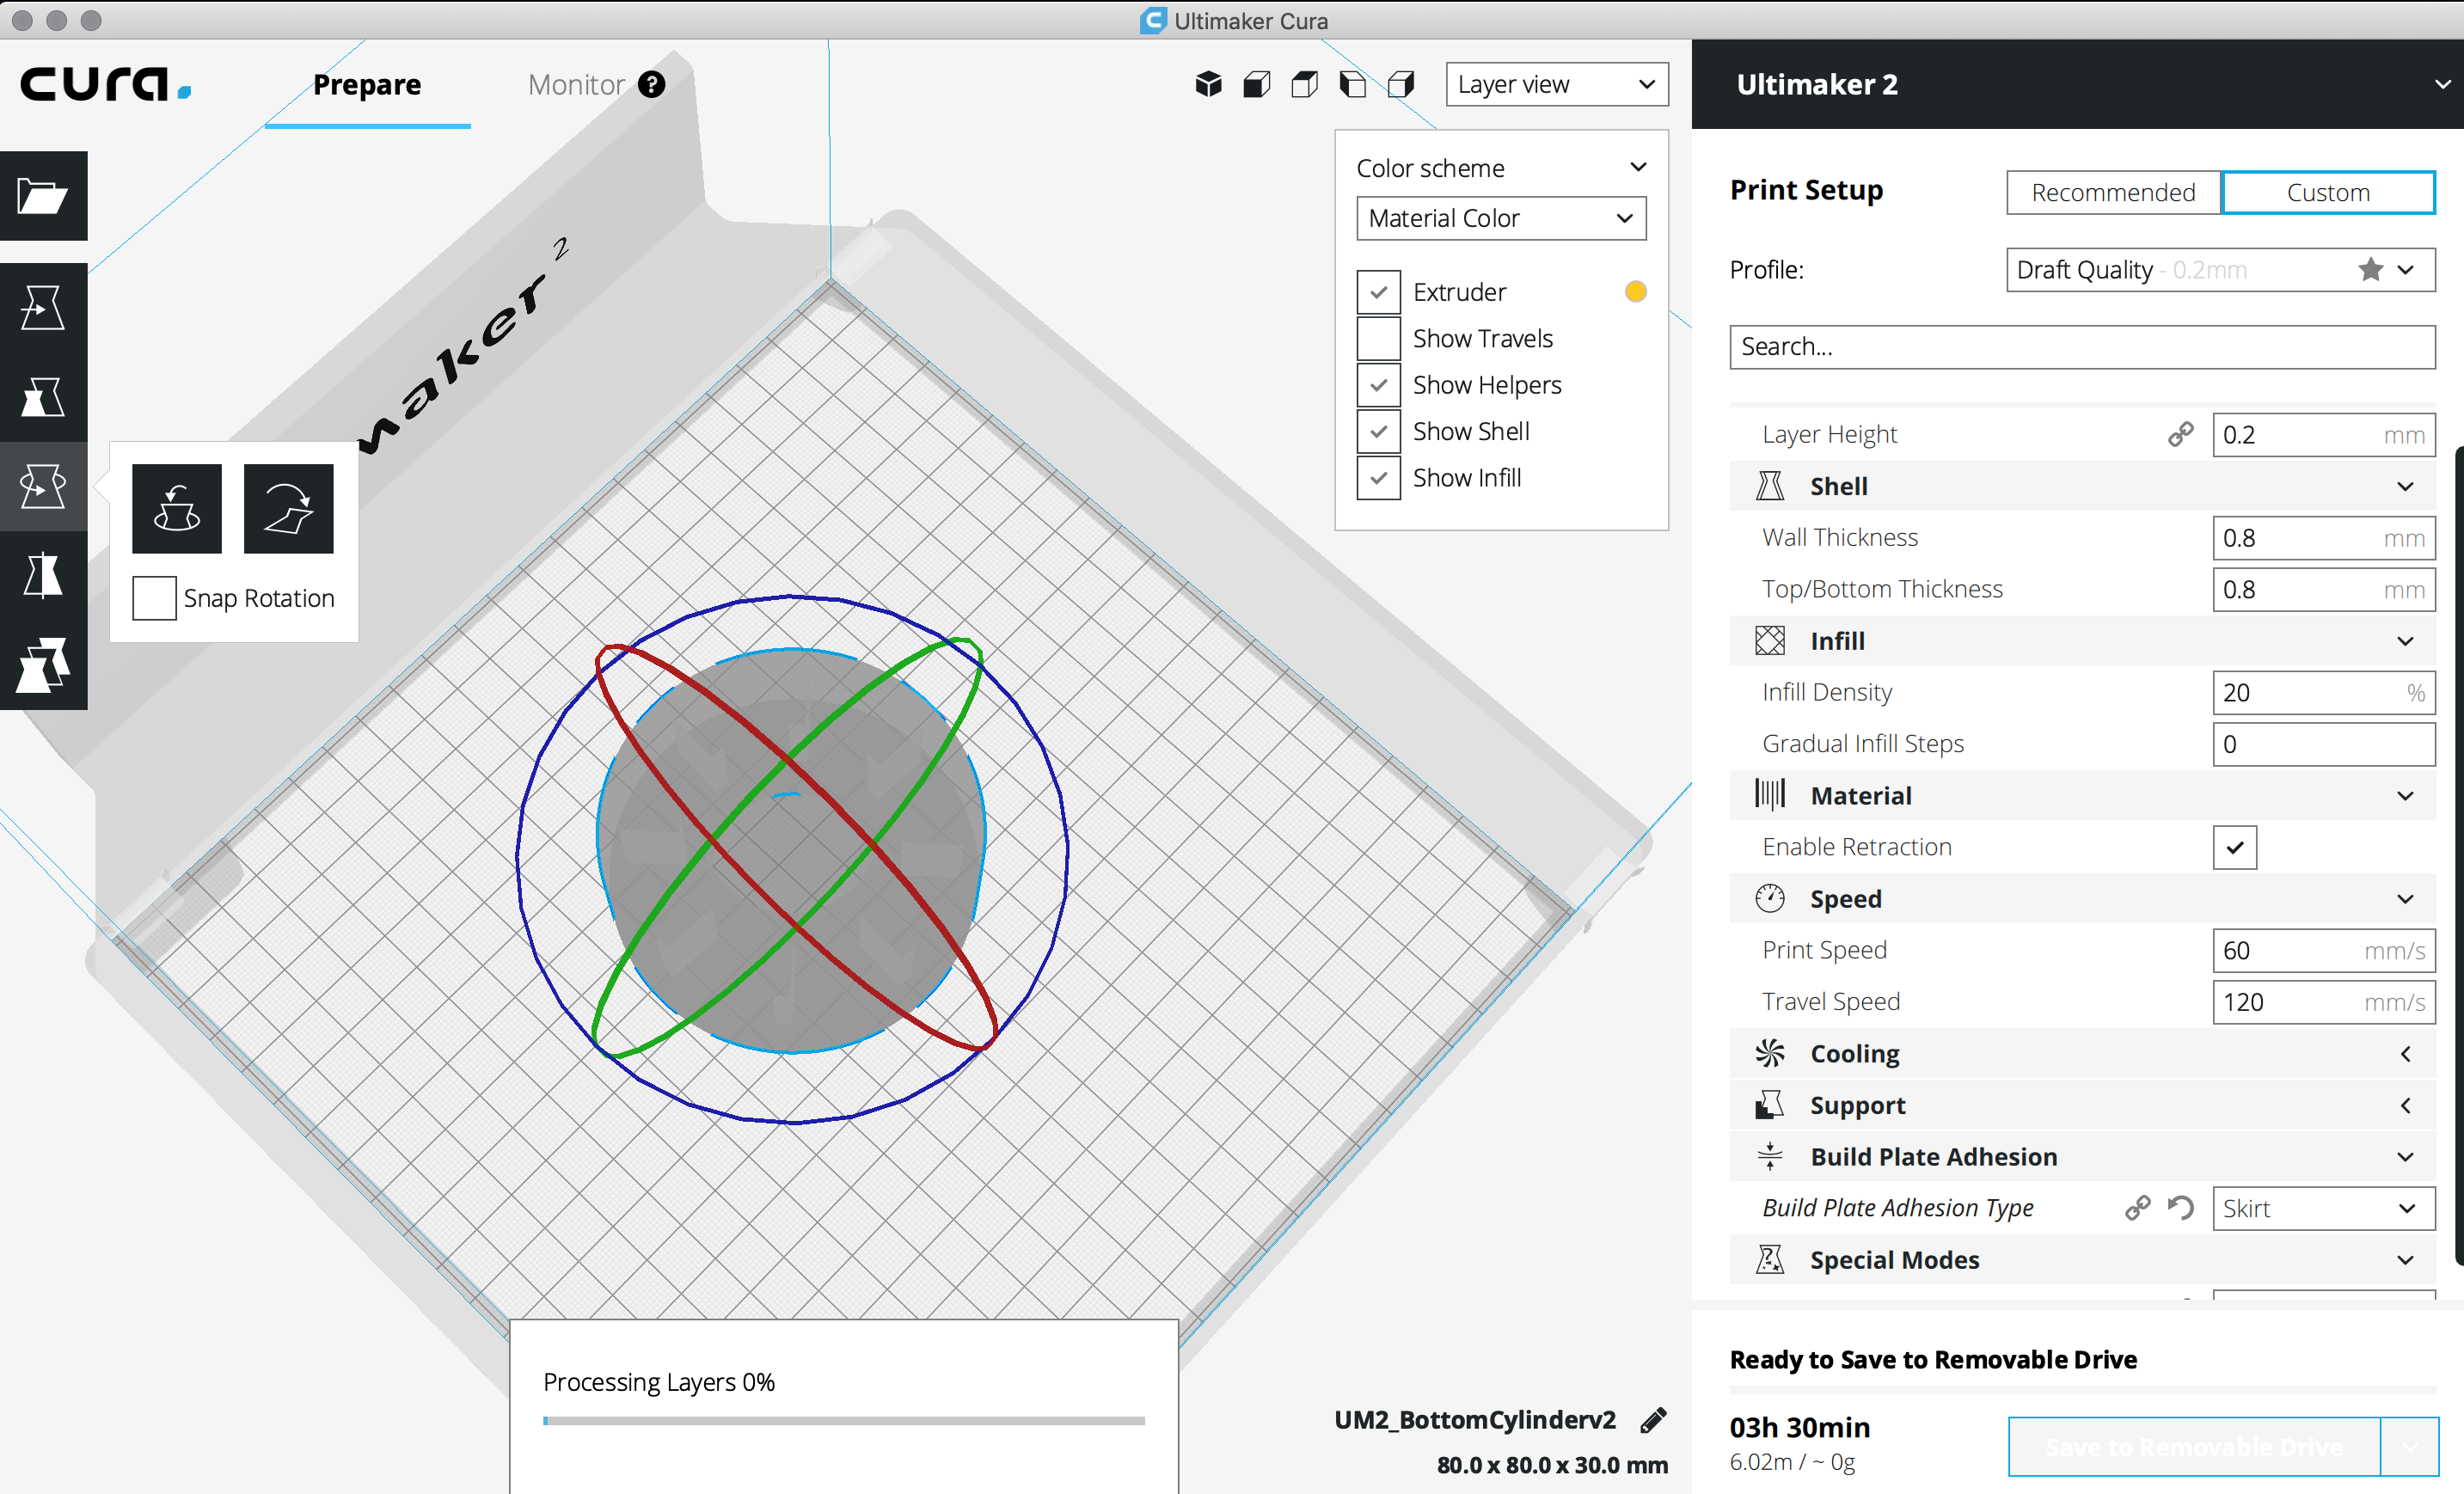 Ultimaker Cura
cura.
Prepare
Monitor ?
Layer view
Ultimaker 2
Color scheme
Material Color
Extruder
Show Travels
Show Helpers
Show Shell
Show Infill
maker 2
Snap Rotation
Print Setup
Recommended
Custom
Profile:
Draft Quality - 0.2mm
Search...
Layer Height 0.2 mm
Shell
Wall Thickness 0.8 mm
Top/Bottom Thickness 0.8 mm
Infill
Infill Density 20 %
Gradual Infill Steps 0
Material
Enable Retraction
Speed
Print Speed 60 mm/s
Travel Speed 120 mm/s
Cooling
Support
Build Plate Adhesion
Build Plate Adhesion Type Skirt
Special Modes
Processing Layers 0%
UM2_BottomCylinderv2
80.0 x 80.0 x 30.0 mm
Ready to Save to Removable Drive
03h 30min
6.02m / ~ 0g
Save to Removable Drive